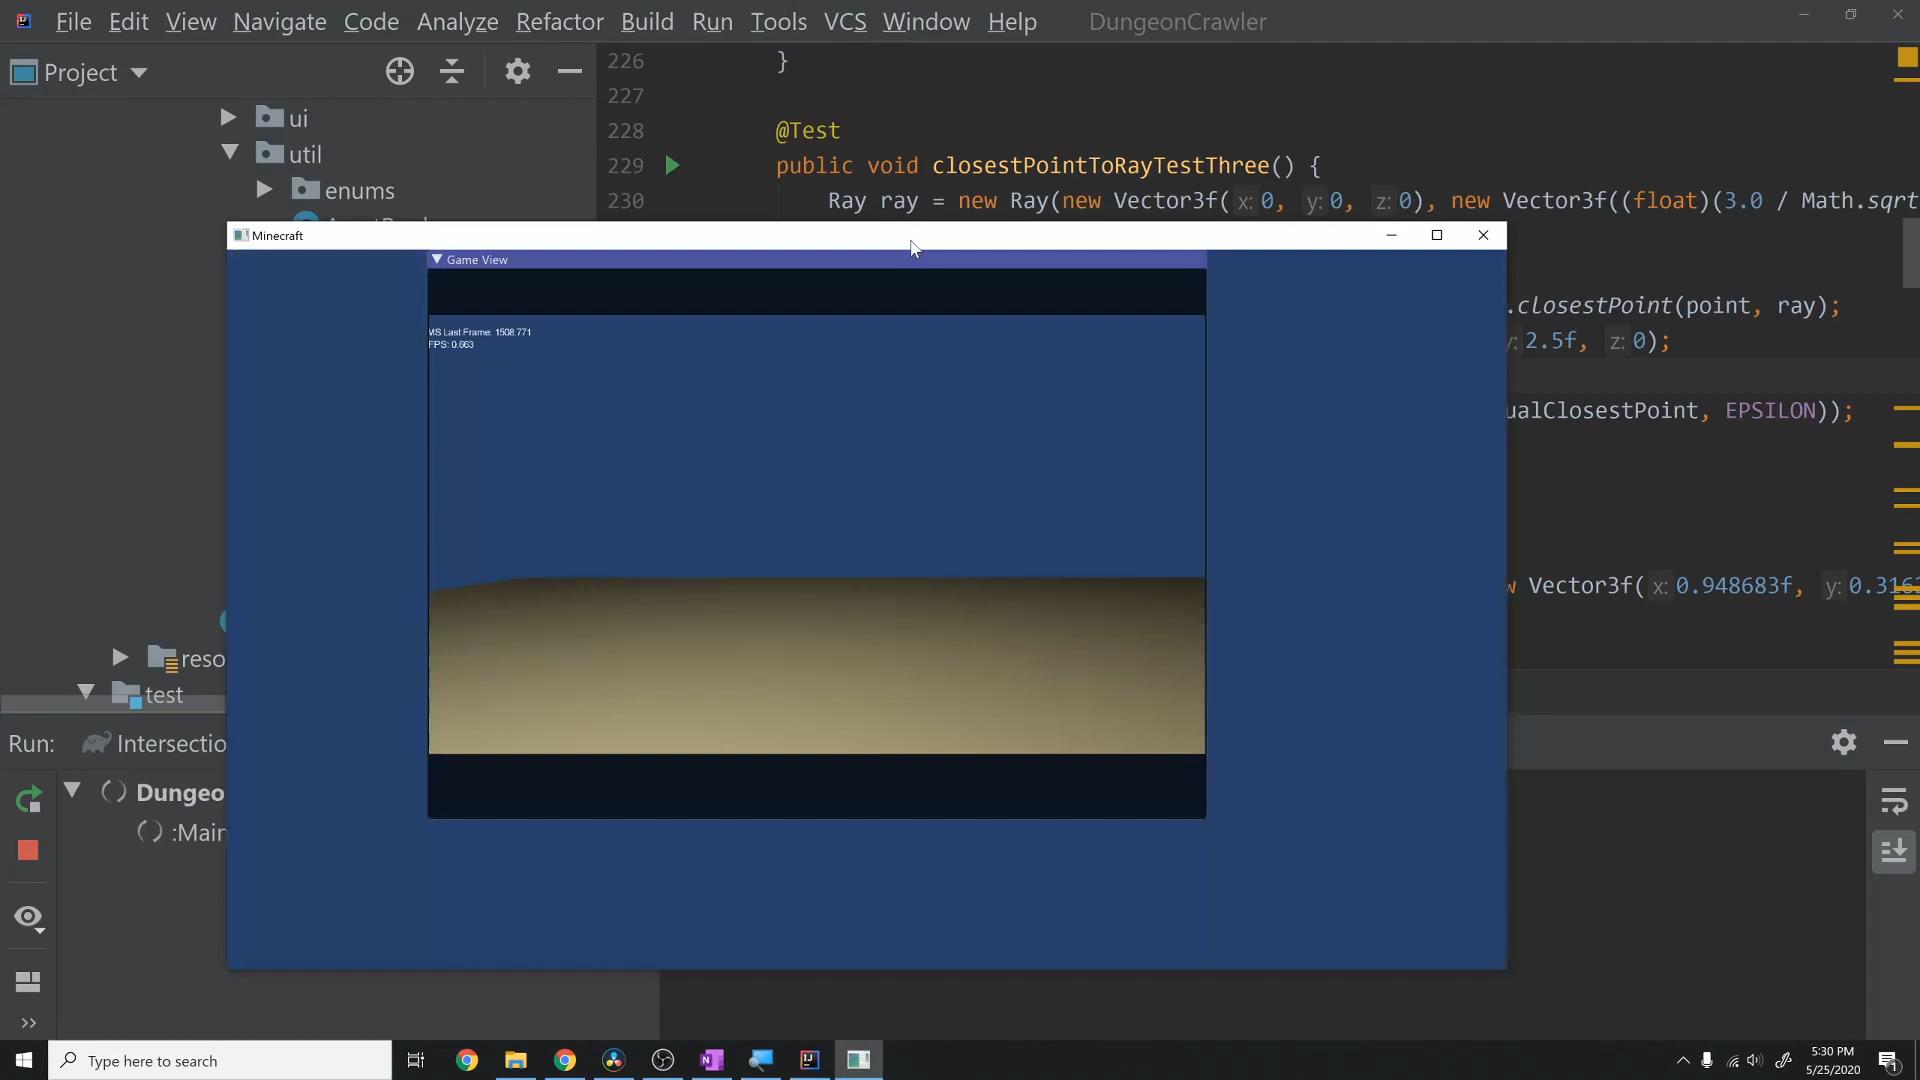 File Edit View Navigate Code Analyze Refactor Build Run Tools VCS Window Help DungeonCrawler
Project
ui
util
enums
226 }
227
228 @Test
229 public void closestPointToRayTestThree() {
230 Ray ray = new Ray(new Vector3f( x: 0, y: 0, z: 0), new Vector3f((float)(3.0 / Math.sqrt
Minecraft
Game View
MS Last Frame: 1508.771
FPS: 0.663
.closestPoint(point, ray);
2.5f, z: 0);
ualClosestPoint, EPSILON));
Vector3f( x: 0.948683f, y: 0.3162
reso
test
Run: Intersectio
Dungeo
:Main
Type here to search
5:30 PM
5/25/2020